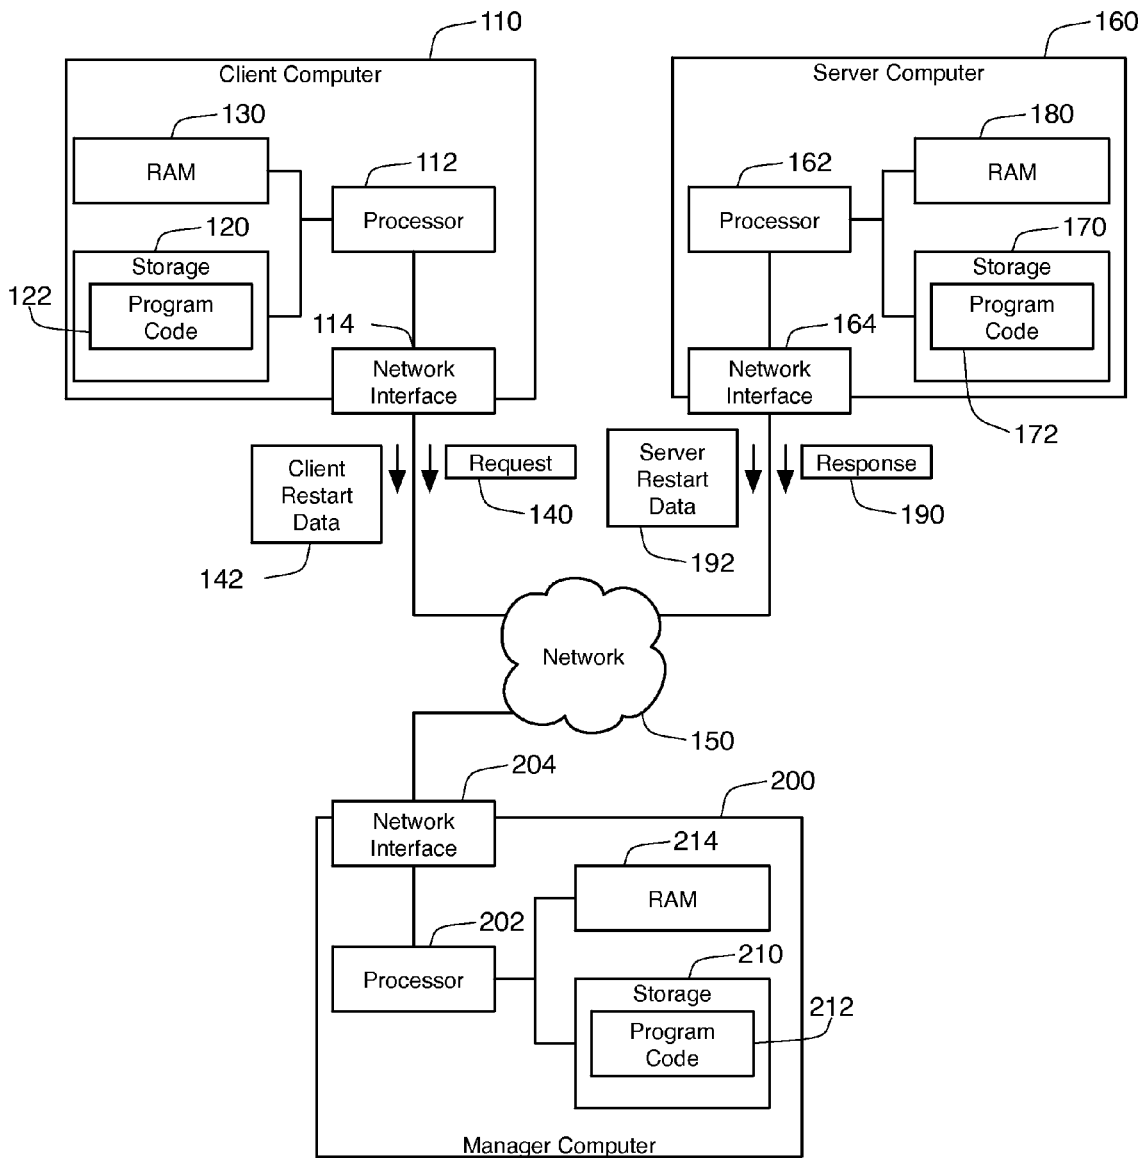 110
Client Computer
130
RAM
112
Processor
120
Storage
122
Program
Code
114
Network
Interface
160
Server Computer
180
RAM
162
Processor
170
Storage
Program
Code
164
Network
Interface
172
Client
Restart
Data
142
Request
140
Server
Restart
Data
192
Response
190
Network
150
204
200
Network
Interface
214
RAM
202
Processor
210
Storage
212
Program
Code
Manager Computer